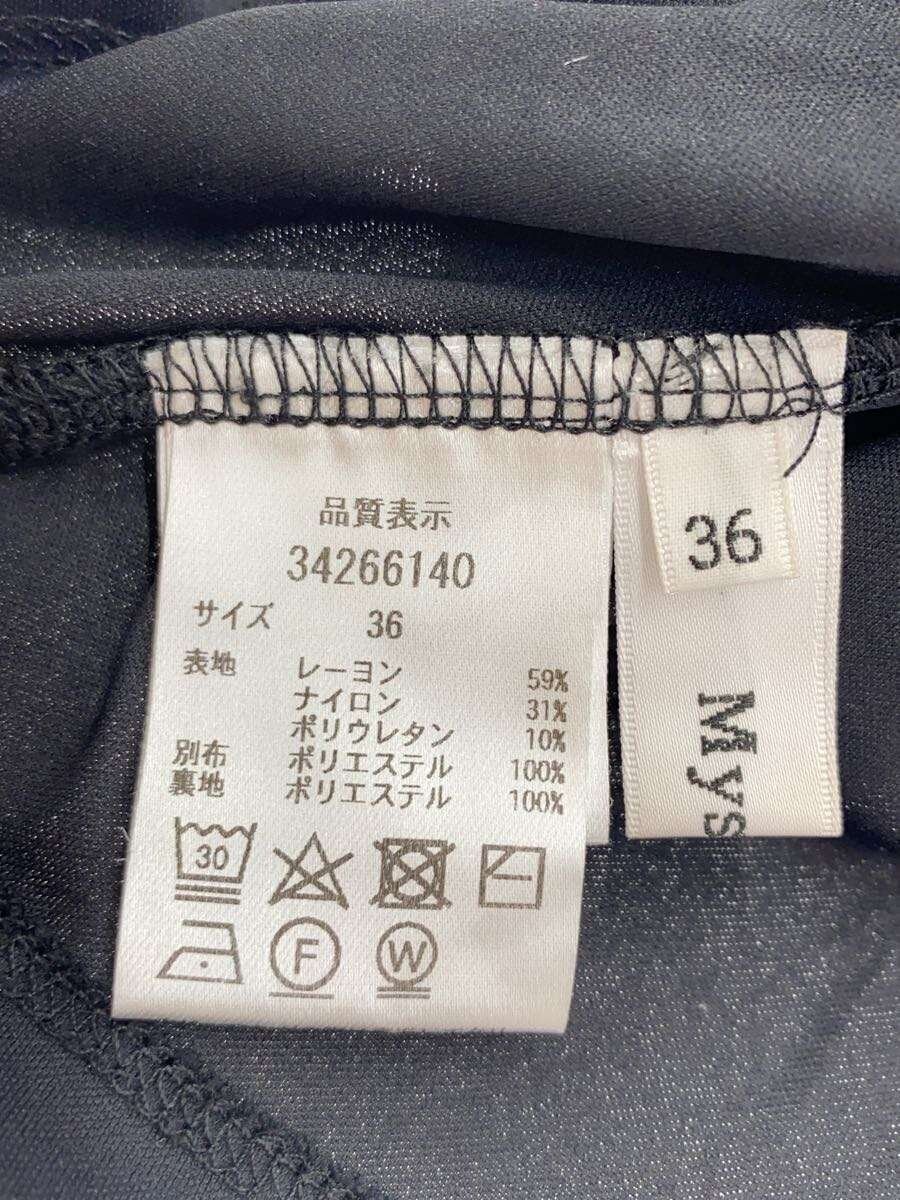 品質表示
34266140
サイズ 36
表地 レーヨン 59%
ナイロン 31%
ポリウレタン 10%
別布 ポリエステル 100%
裏地 ポリエステル 100%
30
F
W
36
Mys